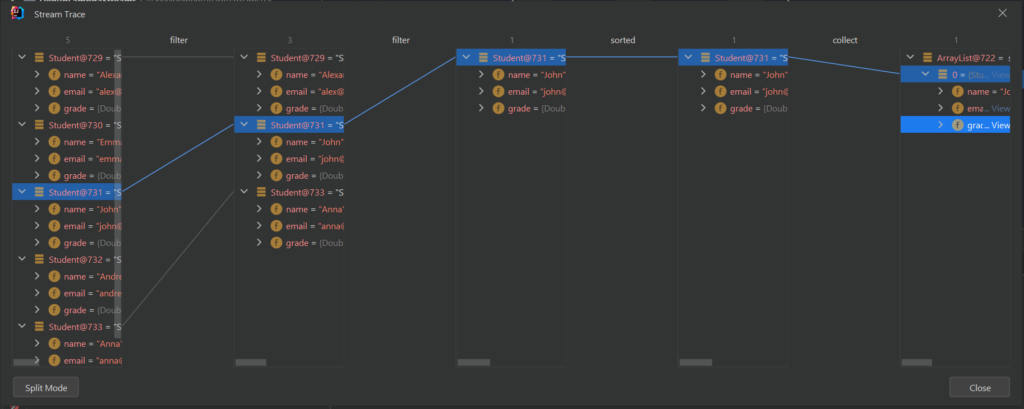 Stream Trace
5 filter 3 filter 1 sorted 1 collect 1
Student@729 = "S
name = "Alexa
email = "alex@
grade = {Doub
Student@730 = "S
name = "Emma
email = "emma
grade = {Doub
Student@731 = "S
name = "John"
email = "john@
grade = {Doub
Student@732 = "S
name = "Andre
email = "andre
grade = {Doub
Student@733 = "S
name = "Anna"
email = "anna@
Student@729 = "S
name = "Alexa
email = "alex@
grade = {Doub
Student@731 = "S
name = "John"
email = "john@
grade = {Doub
Student@733 = "S
name = "Anna"
email = "anna@
grade = {Doub
Student@731 = "S
name = "John"
email = "john@
grade = {Doub
Student@731 = "S
name = "John"
email = "john@
grade = {Doub
ArrayList@722 = s
0 = {Stu... View
name = "Jo
ema... View
grac... View
Split Mode
Close